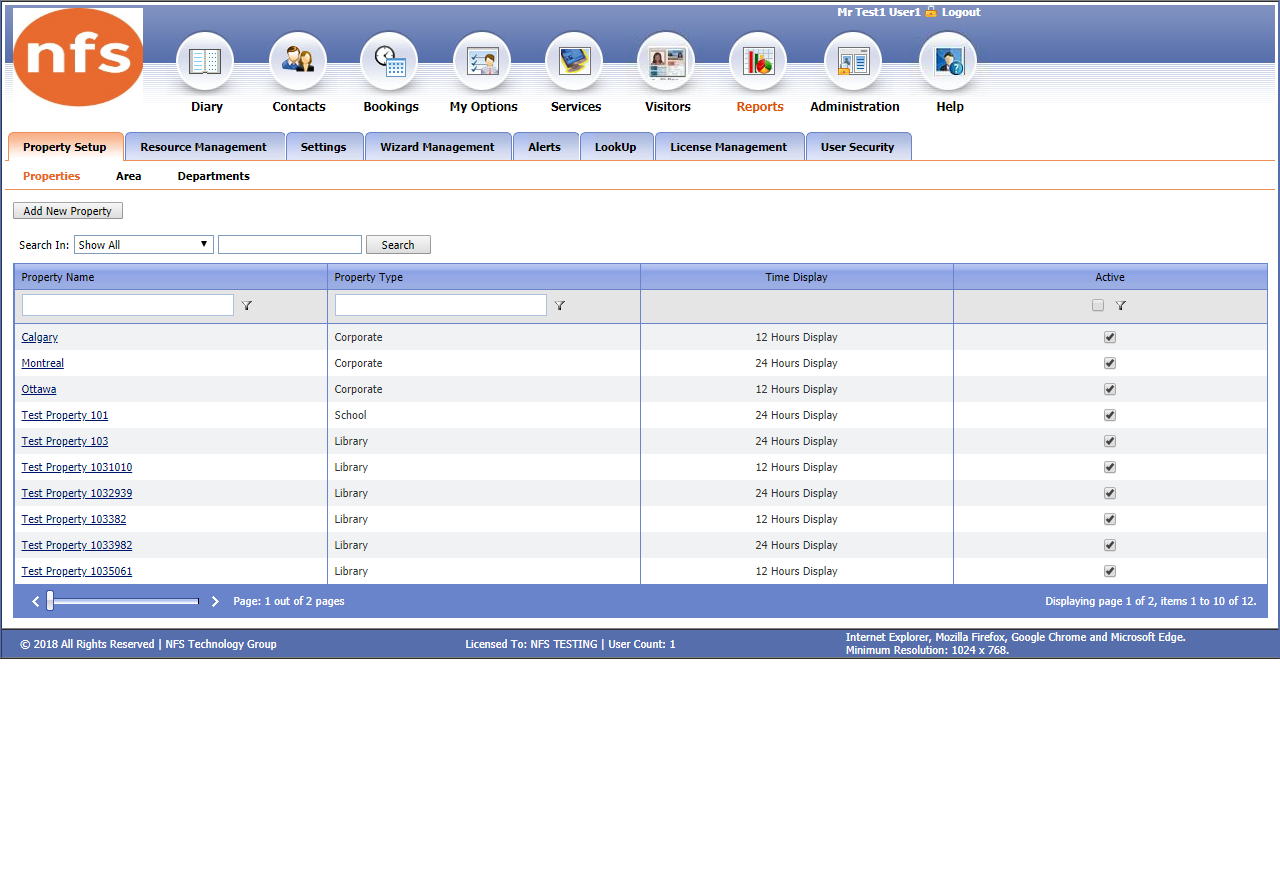 Mr Test1 User1 Logout
nfs
Diary Contacts Bookings My Options Services Visitors Reports Administration Help
Property Setup Resource Management Settings Wizard Management Alerts LookUp License Management User Security
Properties Area Departments
Add New Property
Search In: Show All Search
Property Name Property Type Time Display Active
Calgary Corporate 12 Hours Display
Montreal Corporate 24 Hours Display
Ottawa Corporate 12 Hours Display
Test Property 101 School 24 Hours Display
Test Property 103 Library 24 Hours Display
Test Property 1031010 Library 12 Hours Display
Test Property 1032939 Library 24 Hours Display
Test Property 103382 Library 12 Hours Display
Test Property 1033982 Library 24 Hours Display
Test Property 1035061 Library 12 Hours Display
Page: 1 out of 2 pages Displaying page 1 of 2, items 1 to 10 of 12.
© 2018 All Rights Reserved | NFS Technology Group Licensed To: NFS TESTING | User Count: 1 Internet Explorer, Mozilla Firefox, Google Chrome and Microsoft Edge.
Minimum Resolution: 1024 x 768.